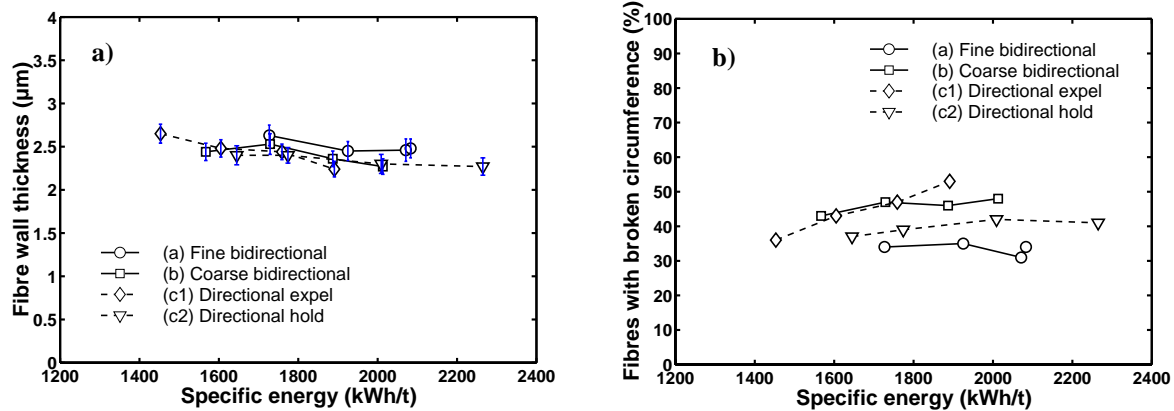 a)
Fibre wall thickness (µm)
4
3.5
3
2.5
2
1.5
1
0.5
0
(a) Fine bidirectional
(b) Coarse bidirectional
(c1) Directional expel
(c2) Directional hold
1200 1400 1600 1800 2000 2200 2400
Specific energy (kWh/t)
b)
Fibres with broken circumference (%)
100
90
80
70
60
50
40
30
20
10
0
(a) Fine bidirectional
(b) Coarse bidirectional
(c1) Directional expel
(c2) Directional hold
1200 1400 1600 1800 2000 2200 2400
Specific energy (kWh/t)